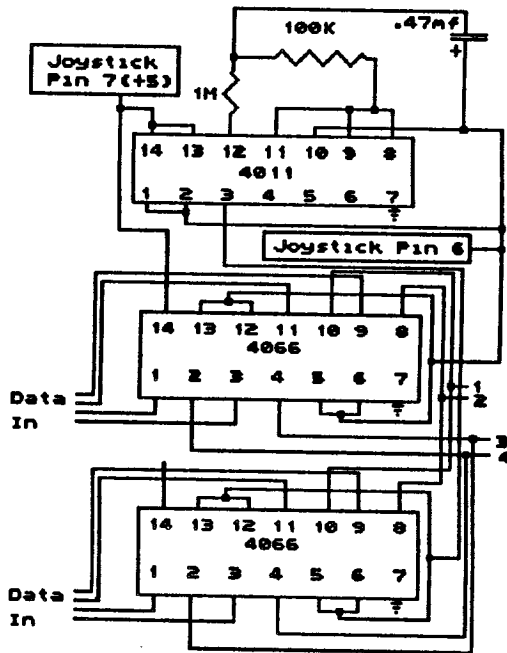 100K
.47mf
+
Joystick
Pin 7(+5)
1M
14 13 12 11 10 9 8
4011
1 2 3 4 5 6 7
Joystick Pin 6
14 13 12 11 10 9 8
4066
1 2 3 4 5 6 7
Data
In
1
2
3
4
14 13 12 11 10 9 8
4066
1 2 3 4 5 6 7
Data
In